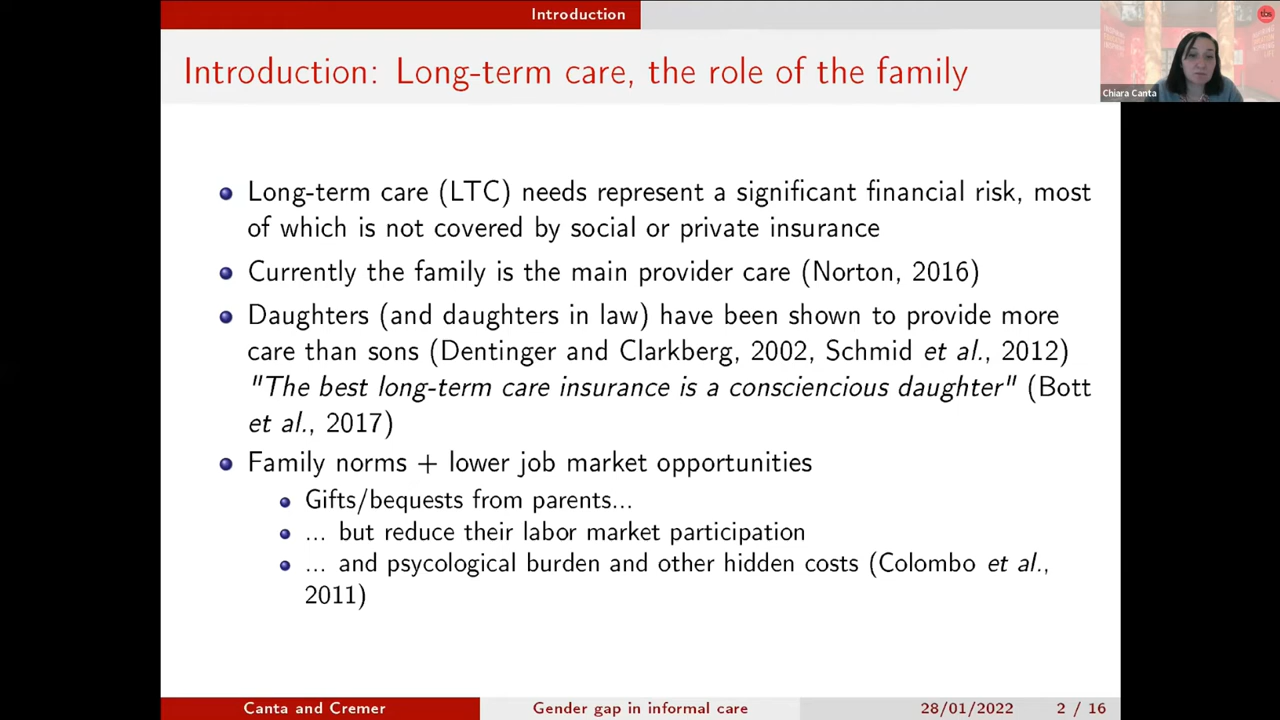 Introduction
Introduction: Long-term care, the role of the family
tbs
Chiara Canta
Long-term care (LTC) needs represent a significant financial risk, most
of which is not covered by social or private insurance
Currently the family is the main provider care (Norton, 2016)
Daughters (and daughters in law) have been shown to provide more
care than sons (Dentinger and Clarkberg, 2002, Schmid et al., 2012)
"The best long-term care insurance is a consciencious daughter" (Bott
et al., 2017)
Family norms + lower job market opportunities
Gifts/bequests from parents...
... but reduce their labor market participation
... and psycological burden and other hidden costs (Colombo et al.,
2011)
Canta and Cremer
Gender gap in informal care
28/01/2022
2 / 16